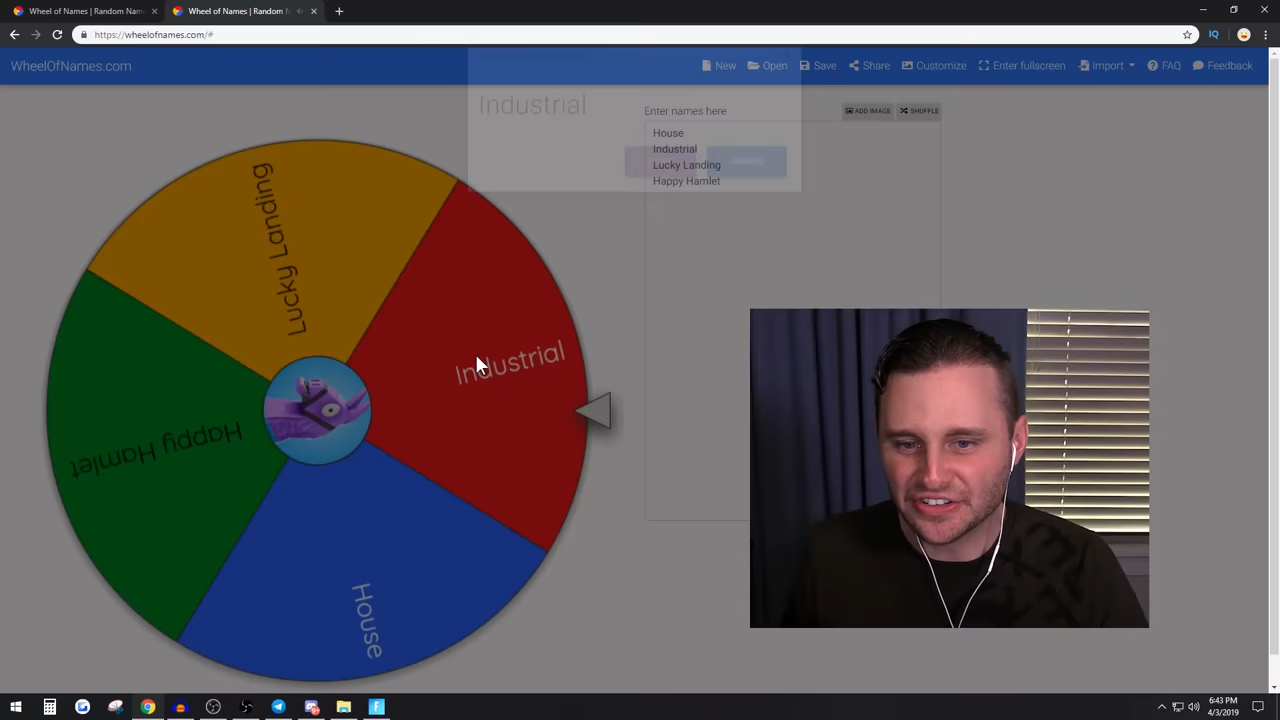 Wheel of Names | Random Nam
Wheel of Names | Random
https://wheelofnames.com/#
WheelOfNames.com
New
Open
Save
Share
Customize
Enter fullscreen
Import
FAQ
Feedback
Industrial
Enter names here
ADD IMAGE
SHUFFLE
House
Industrial
Lucky Landing
Happy Hamlet
Lucky Landing
Industrial
Happy Hamlet
House
6:43 PM
4/3/2019